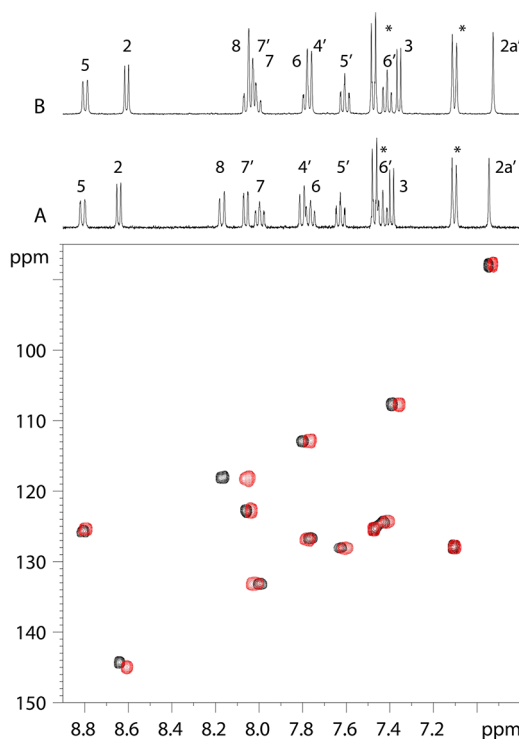 5 2 8 7′ 7 6 4′ 5′ * 6′ 3 * 2a′
B
5 2 8 7′ 7 4′ 6 5′ * 6′ 3 * 2a′
A
ppm
100
110
120
130
140
150
8.8 8.6 8.4 8.2 8.0 7.8 7.6 7.4 7.2 ppm